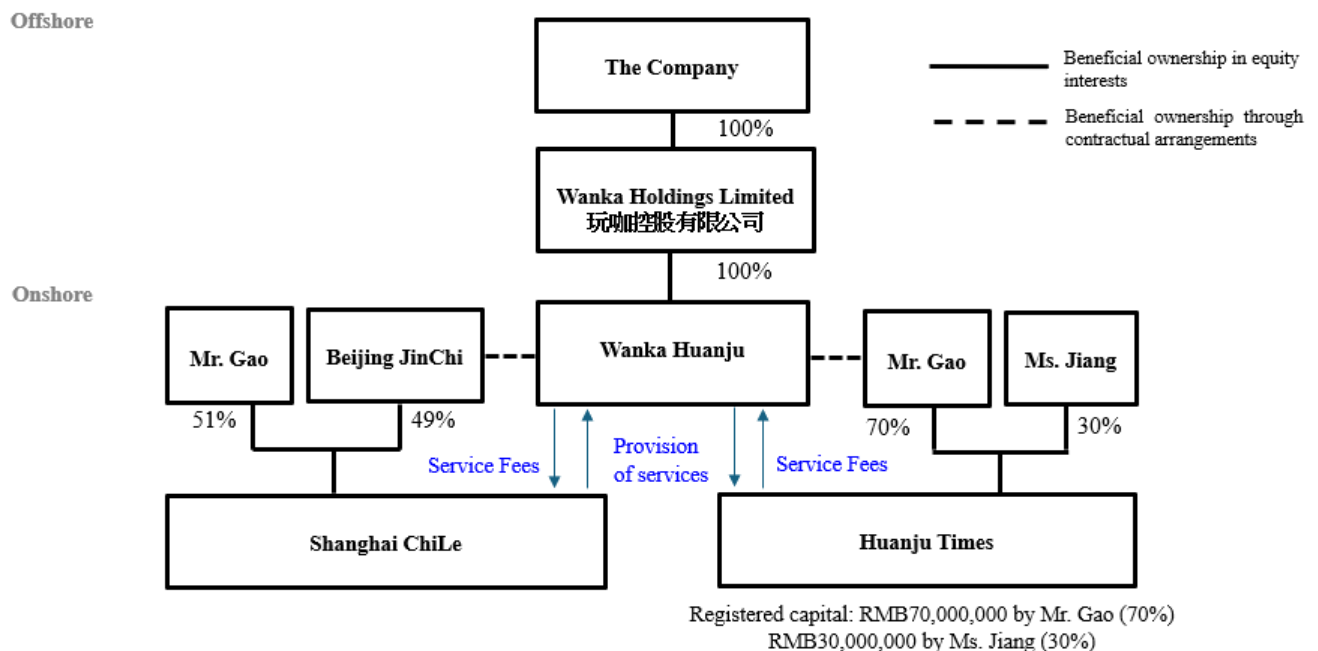 Offshore
The Company
Beneficial ownership in equity
interests
Beneficial ownership through
contractual arrangements
100%
Wanka Holdings Limited
玩咖控股有限公司
100%
Onshore
Mr. Gao
Beijing JinChi
Wanka Huanju
Mr. Gao
Ms. Jiang
51%
49%
70%
30%
Service Fees
Provision
of services
Service Fees
Shanghai ChiLe
Huanju Times
Registered capital: RMB70,000,000 by Mr. Gao (70%)
RMB30,000,000 by Ms. Jiang (30%)